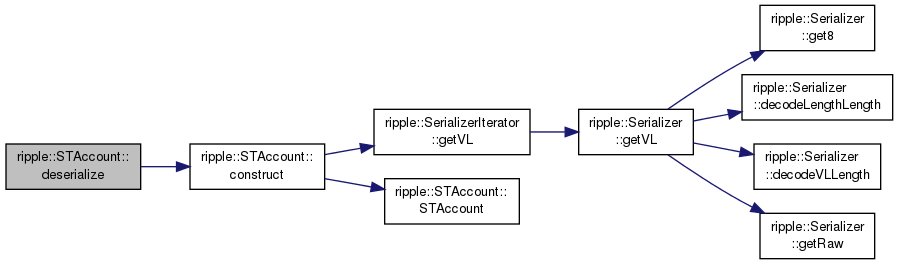 ripple::STAccount::
deserialize
ripple::STAccount::
construct
ripple::SerializerIterator
::getVL
ripple::STAccount::
STAccount
ripple::Serializer
::getVL
ripple::Serializer
::get8
ripple::Serializer
::decodeLengthLength
ripple::Serializer
::decodeVLLength
ripple::Serializer
::getRaw